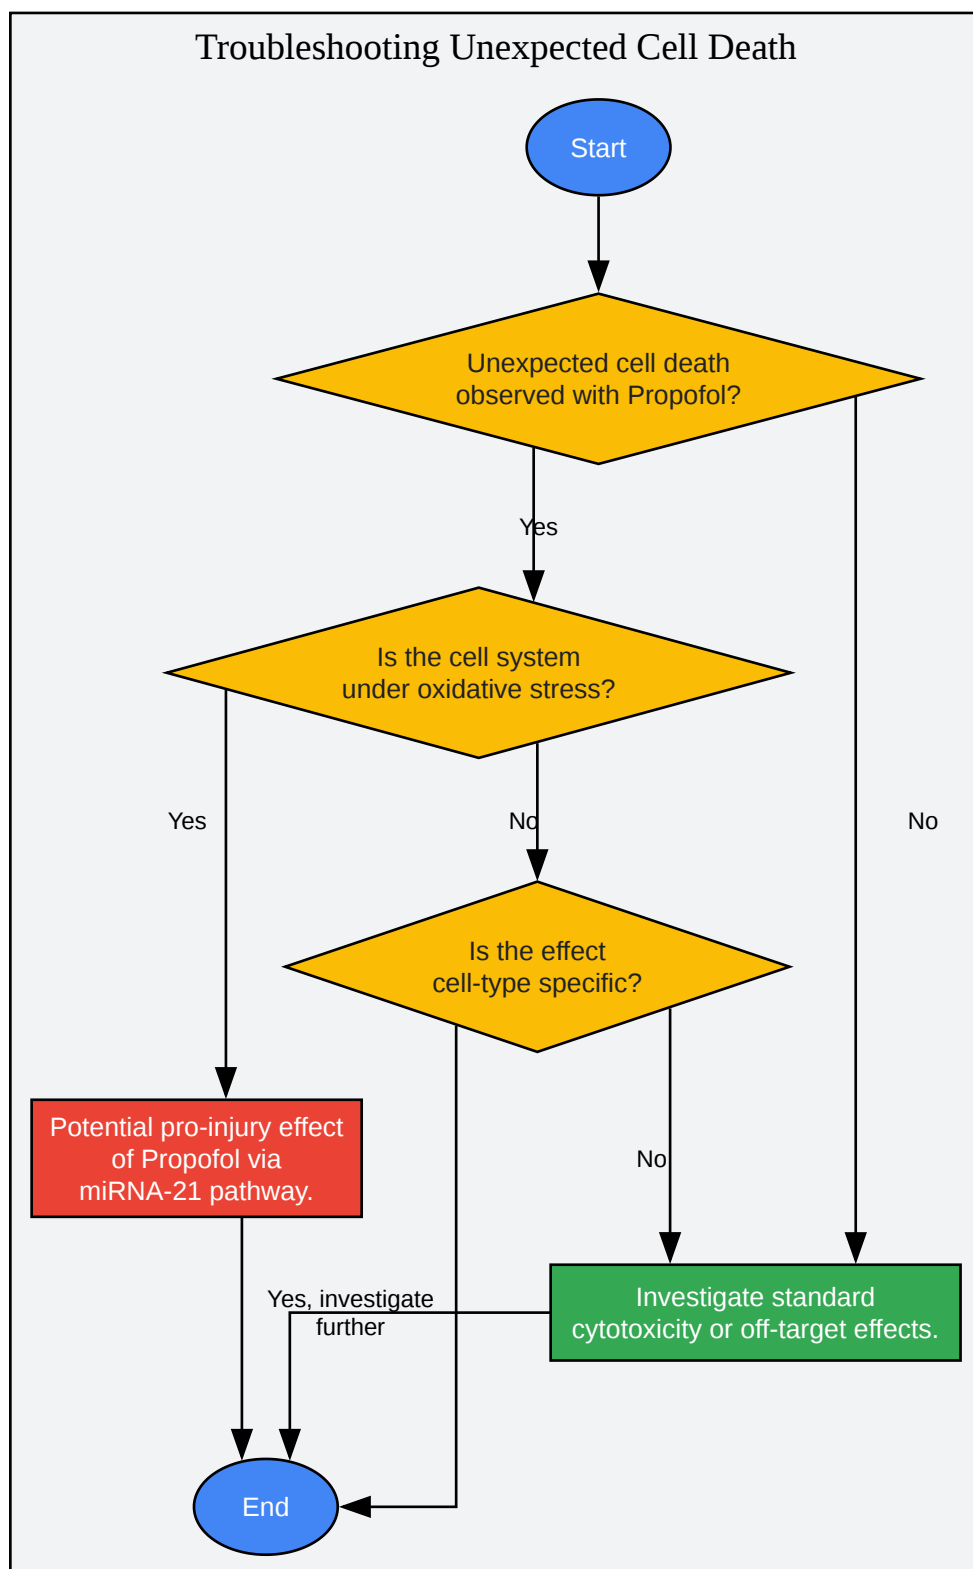 Troubleshooting Unexpected Cell Death
Start
Unexpected cell death
observed with Propofol?
Yes
Is the cell system
under oxidative stress?
Yes
No
No
Is the effect
cell-type specific?
Potential pro-injury effect
of Propofol via
miRNA-21 pathway.
No
Yes, investigate
further
Investigate standard
cytotoxicity or off-target effects.
End